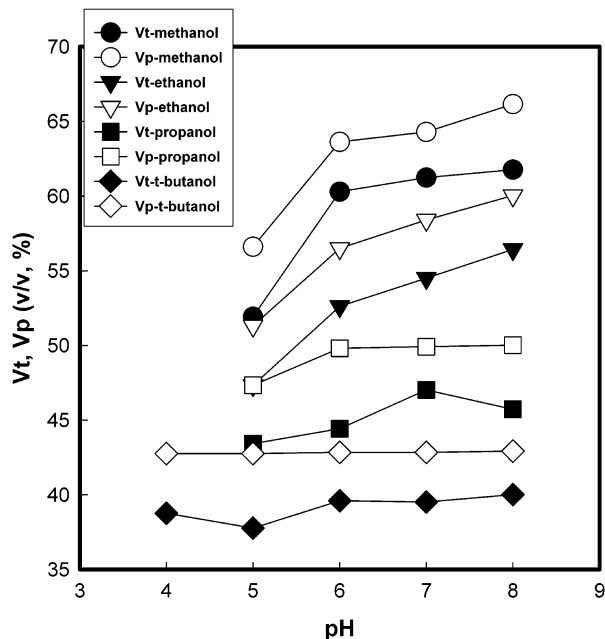 Vt-methanol
Vp-methanol
Vt-ethanol
Vp-ethanol
Vt-propanol
Vp-propanol
Vt-t-butanol
Vp-t-butanol
Vt, Vp (v/v, %)
70
65
60
55
50
45
40
35
3 4 5 6 7 8 9
pH